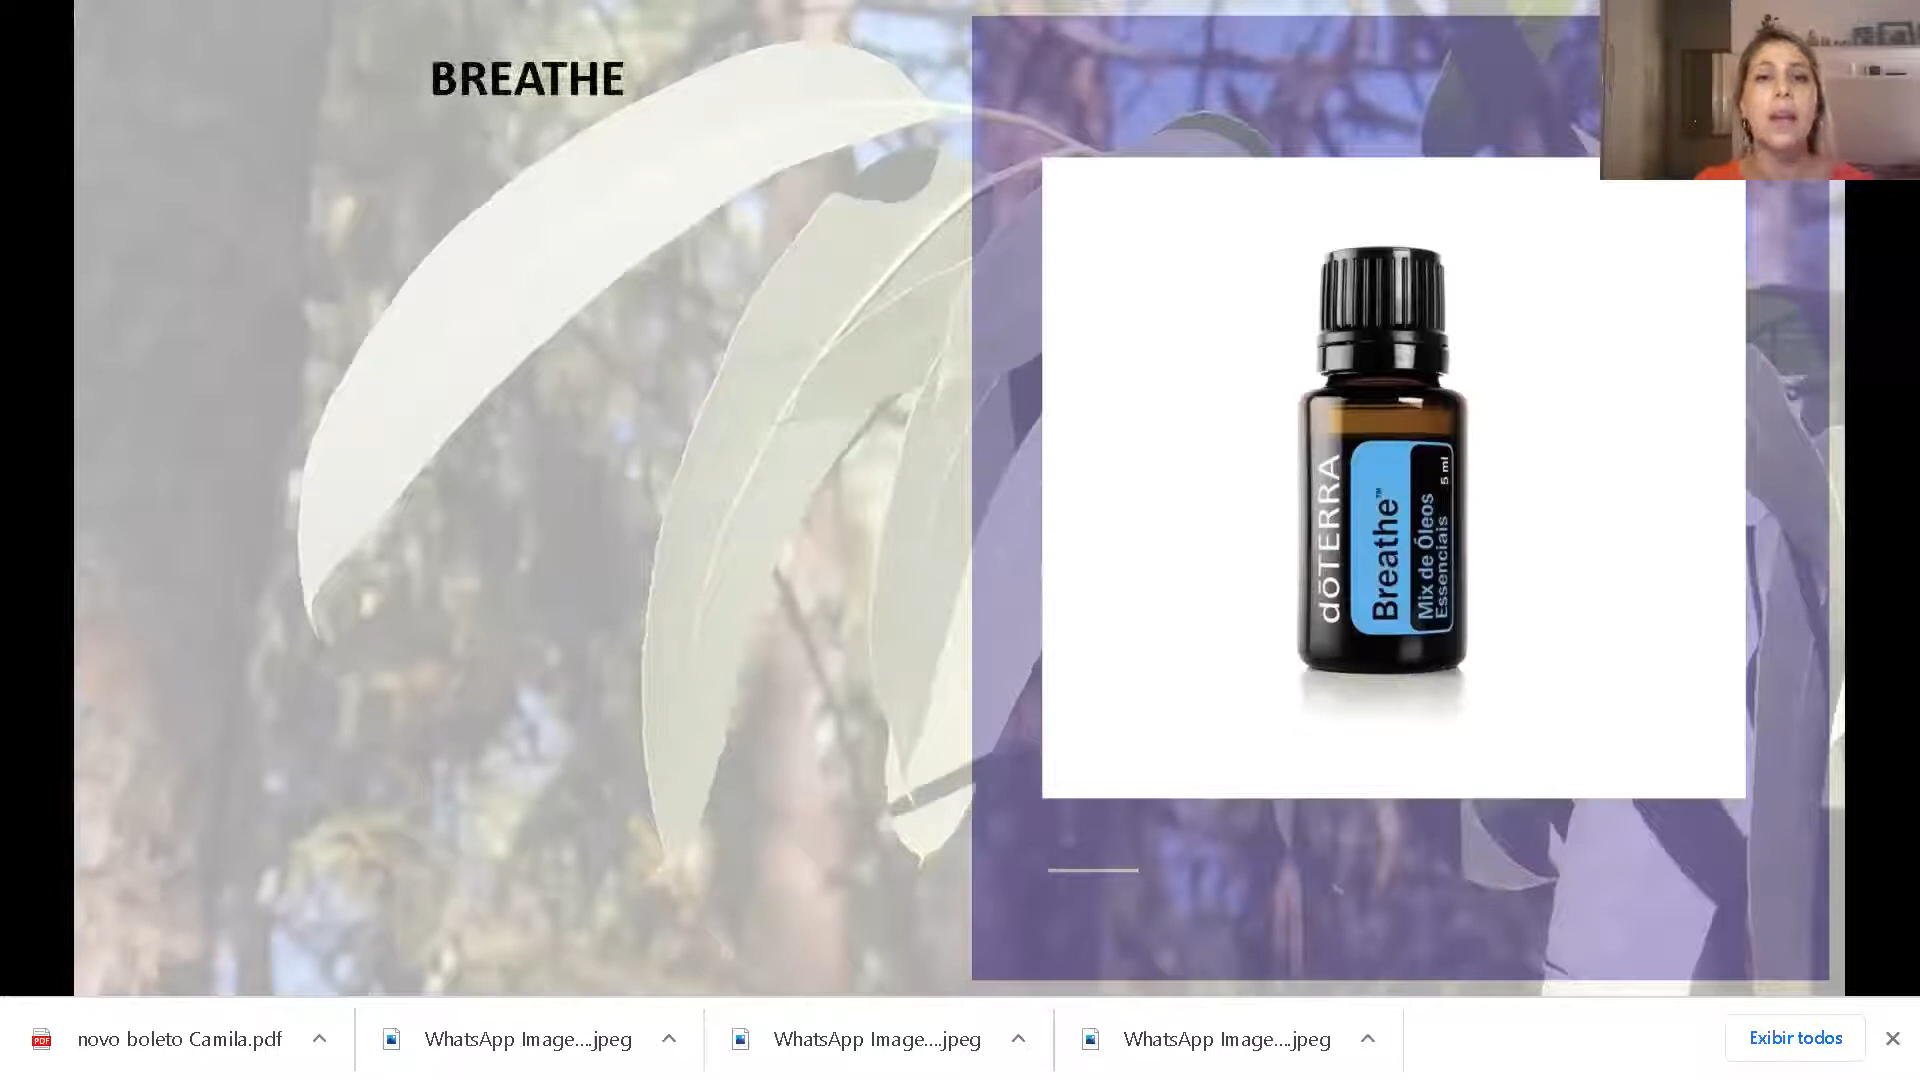 BREATHE
dōTERRA
Breathe™
Mix de Óleos
Essenciais
5 ml
novo boleto Camila.pdf
WhatsApp Image....jpeg
WhatsApp Image....jpeg
WhatsApp Image....jpeg
Exibir todos
PDF